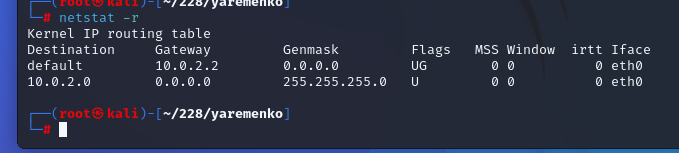 ┌──(root㉿kali)-[~/228/yaremenko]
└─# netstat -r
Kernel IP routing table
Destination     Gateway         Genmask         Flags   MSS Window  irtt Iface
default         10.0.2.2        0.0.0.0         UG        0 0          0 eth0
10.0.2.0        0.0.0.0         255.255.255.0   U         0 0          0 eth0
┌──(root㉿kali)-[~/228/yaremenko]
└─#